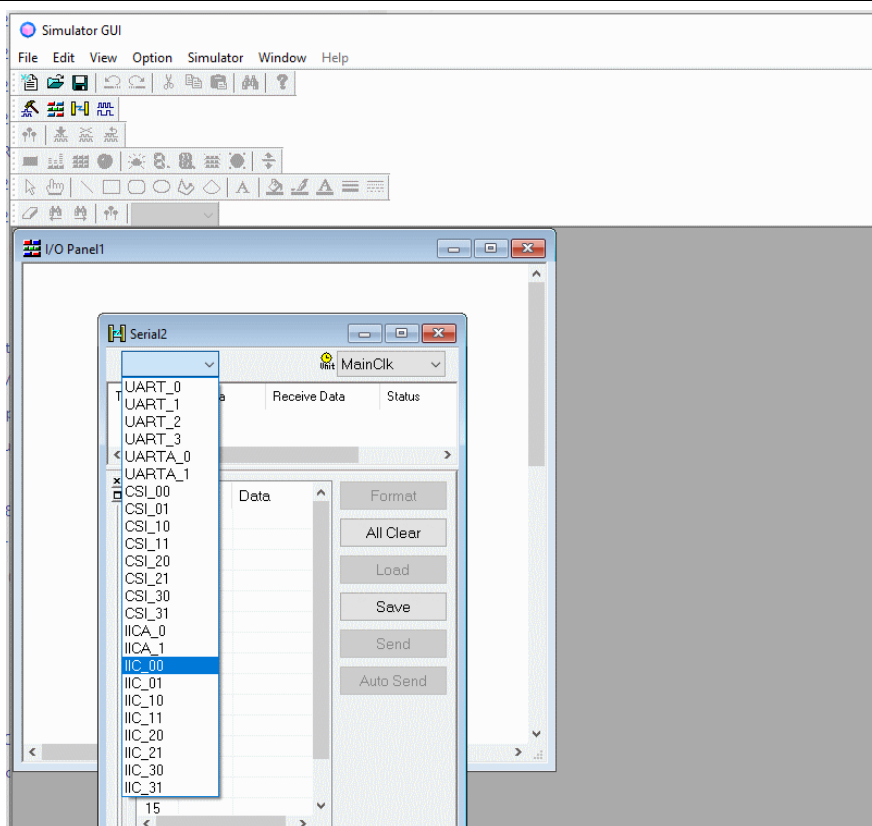 Simulator GUI
File Edit View Option Simulator Window Help
I/O Panel1
Serial2
Unit MainClk
UART_0
T a Receive Data Status
UART_1
UART_2
UART_3
UARTA_0
UARTA_1
CSI_00
Data Format
CSI_01
CSI_10
All Clear
CSI_11
CSI_20
Load
CSI_21
CSI_30
Save
CSI_31
IICA_0
Send
IICA_1
IIC_00
IIC_01
Auto Send
IIC_10
IIC_11
IIC_20
IIC_21
IIC_30
IIC_31
15